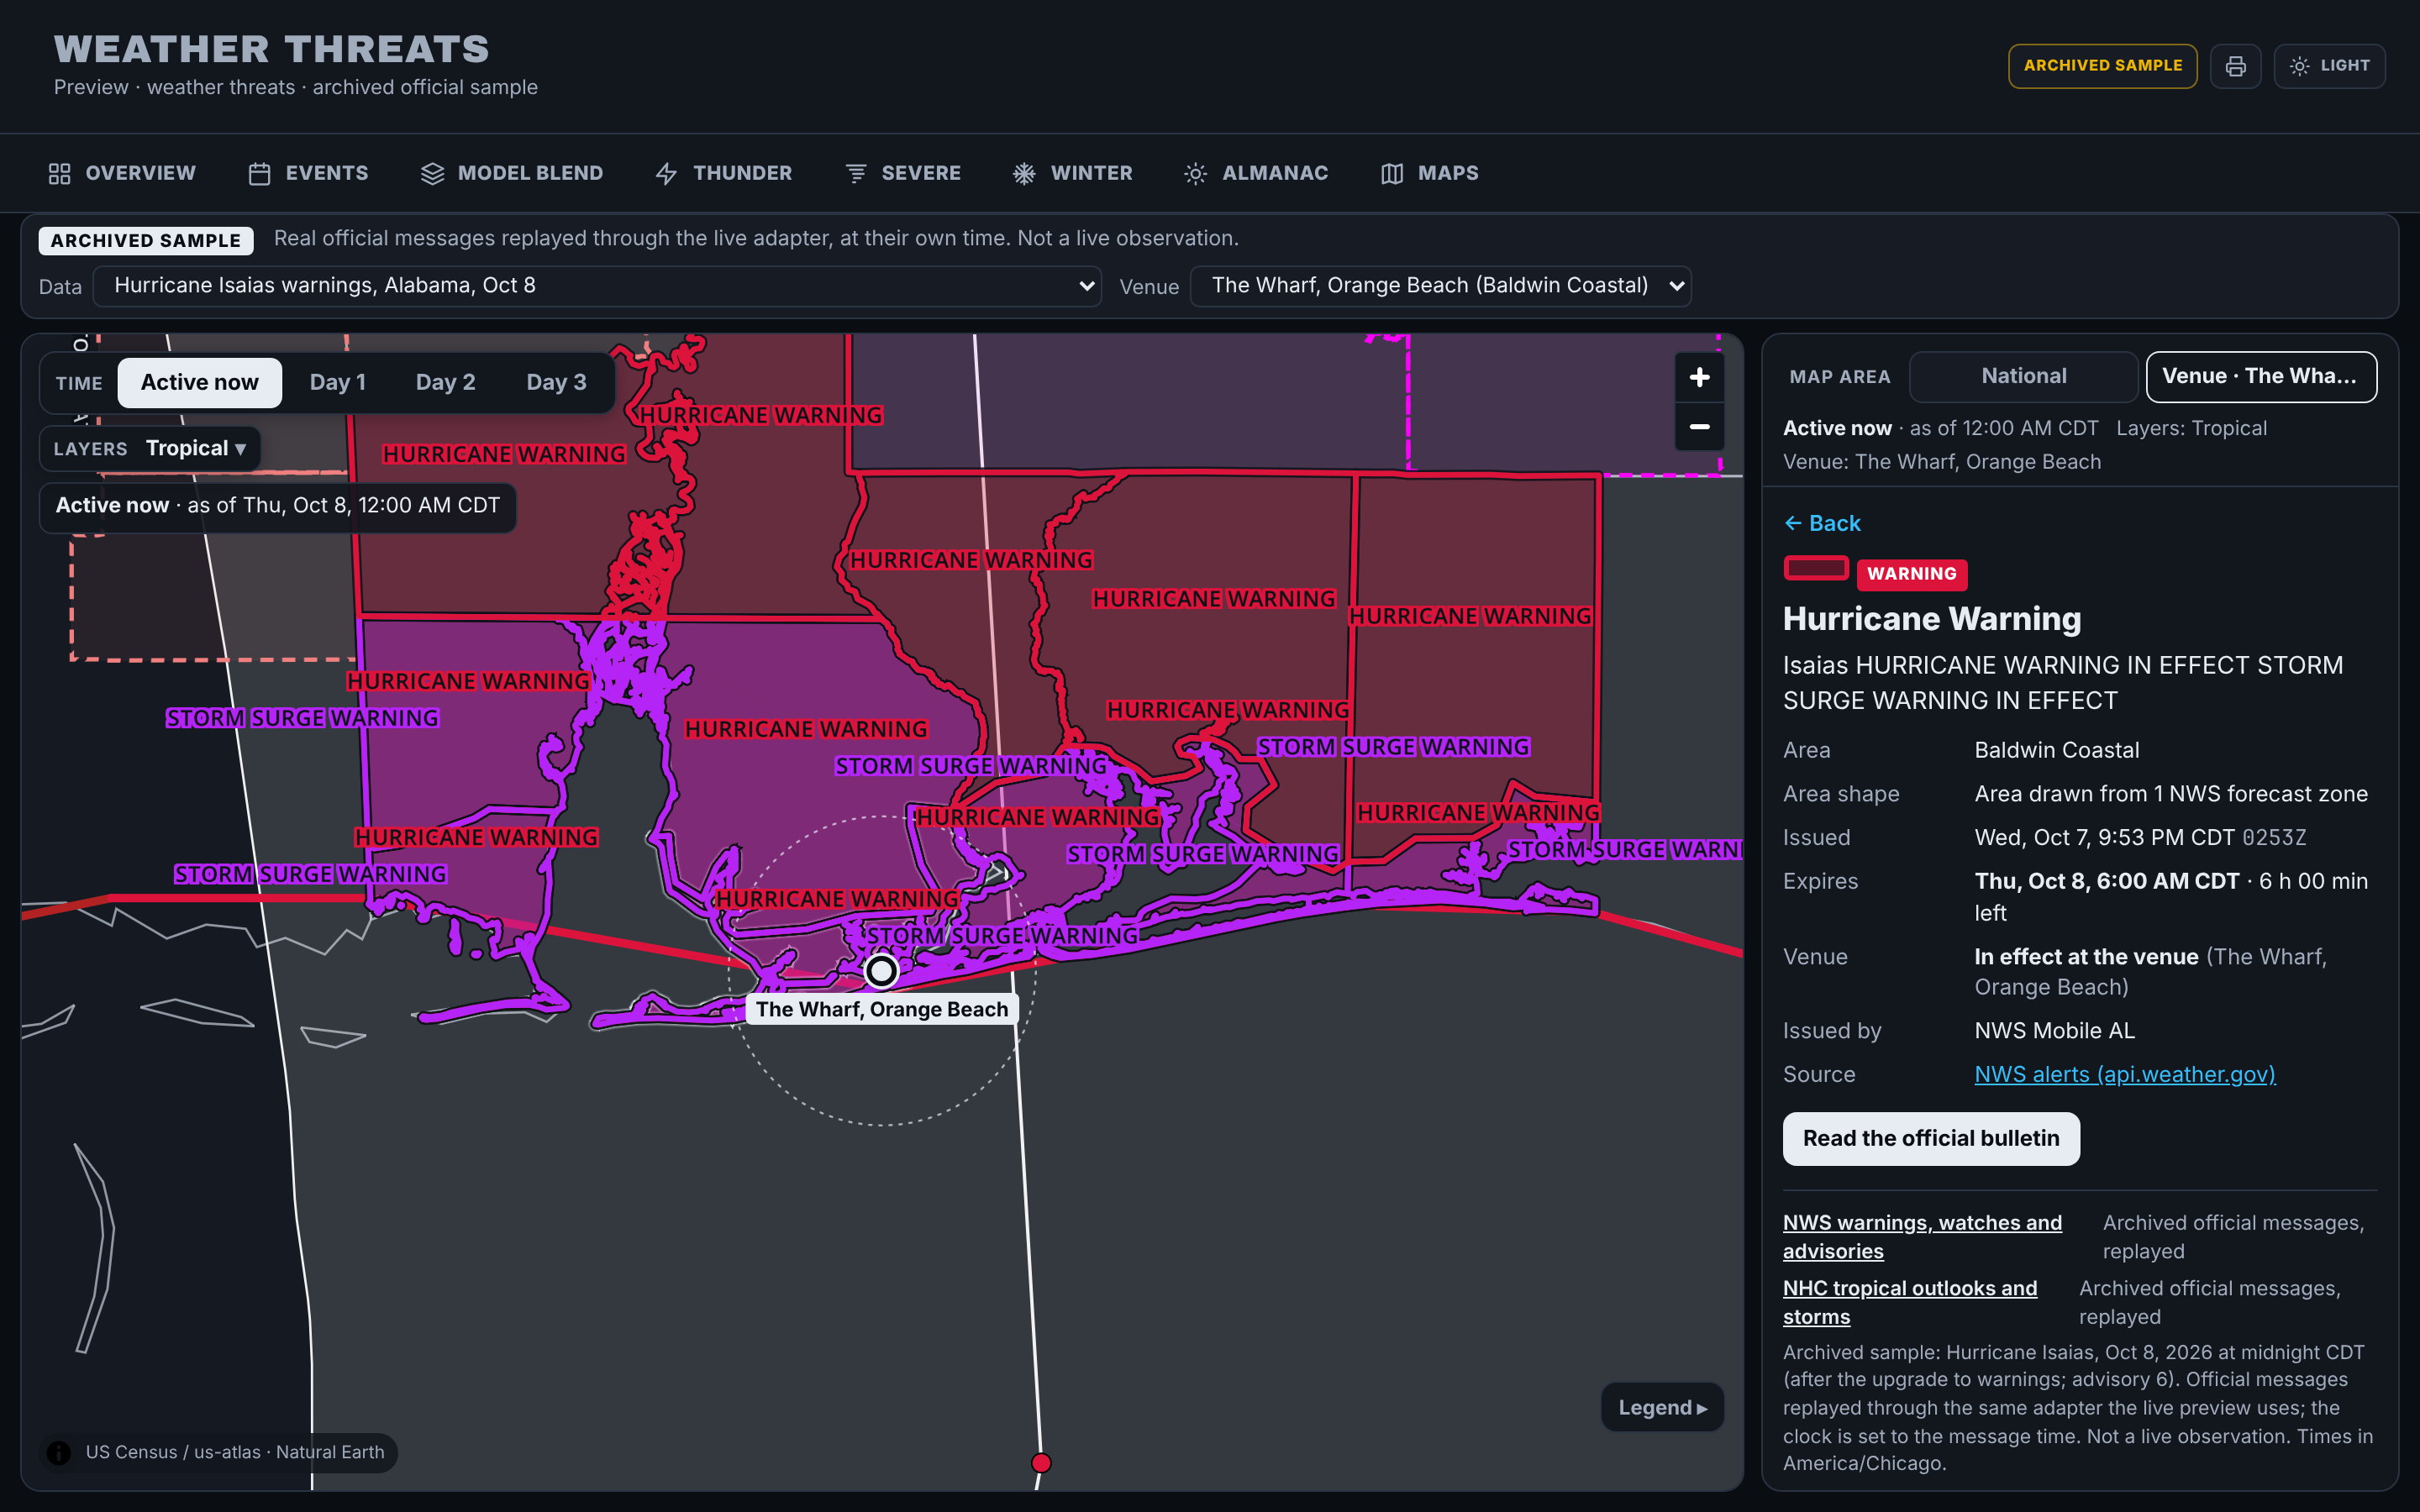 WEATHER THREATS
Preview · weather threats · archived official sample
ARCHIVED SAMPLE
LIGHT
OVERVIEW
EVENTS
MODEL BLEND
THUNDER
SEVERE
WINTER
ALMANAC
MAPS
ARCHIVED SAMPLE Real official messages replayed through the live adapter, at their own time. Not a live observation.
Data Hurricane Isaias warnings, Alabama, Oct 8 Venue The Wharf, Orange Beach (Baldwin Coastal)
TIME Active now Day 1 Day 2 Day 3
LAYERS Tropical ▾
Active now · as of Thu, Oct 8, 12:00 AM CDT
+
−
HURRICANE WARNING
HURRICANE WARNING
HURRICANE WARNING
HURRICANE WARNING
HURRICANE WARNING
HURRICANE WARNING
STORM SURGE WARNING
HURRICANE WARNING
HURRICANE WARNING
STORM SURGE WARNING
STORM SURGE WARNING
HURRICANE WARNING
HURRICANE WARNING
HURRICANE WARNING
STORM SURGE WARNING
STORM SURGE WARNI
STORM SURGE WARNING
HURRICANE WARNING
STORM SURGE WARNING
The Wharf, Orange Beach
Legend ▸
US Census / us-atlas · Natural Earth
MAP AREA National Venue · The Wha...
Active now · as of 12:00 AM CDT Layers: Tropical
Venue: The Wharf, Orange Beach
← Back
WARNING
Hurricane Warning
Isaias HURRICANE WARNING IN EFFECT STORM
SURGE WARNING IN EFFECT
Area Baldwin Coastal
Area shape Area drawn from 1 NWS forecast zone
Issued Wed, Oct 7, 9:53 PM CDT 0253Z
Expires Thu, Oct 8, 6:00 AM CDT · 6 h 00 min
left
Venue In effect at the venue (The Wharf,
Orange Beach)
Issued by NWS Mobile AL
Source NWS alerts (api.weather.gov)
Read the official bulletin
NWS warnings, watches and
advisories
Archived official messages,
replayed
NHC tropical outlooks and
storms
Archived official messages,
replayed
Archived sample: Hurricane Isaias, Oct 8, 2026 at midnight CDT
(after the upgrade to warnings; advisory 6). Official messages
replayed through the same adapter the live preview uses; the
clock is set to the message time. Not a live observation. Times in
America/Chicago.